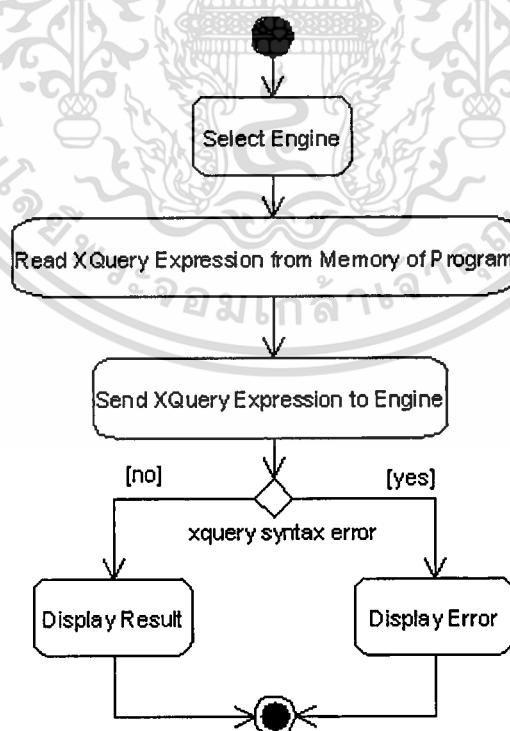 Select Engine
Read XQuery Expression from Memory of Program
Send XQuery Expression to Engine
[no]
[yes]
xquery syntax error
Display Result
Display Error